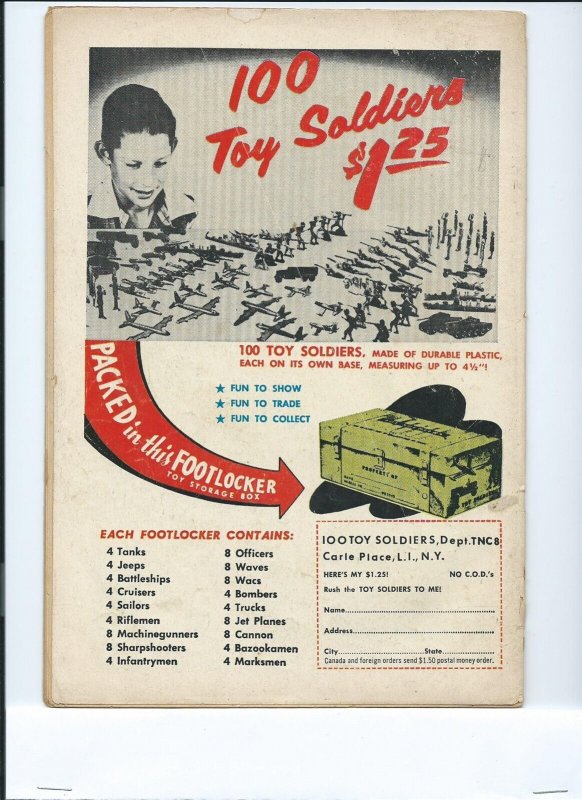 100
Toy Soldiers
$1.25
100 TOY SOLDIERS, MADE OF DURABLE PLASTIC,
EACH ON ITS OWN BASE, MEASURING UP TO 4½"!
★ FUN TO SHOW
★ FUN TO TRADE
★ FUN TO COLLECT
PACKED in this FOOTLOCKER
TOY STORAGE BOX
PROPERTY OF
EACH FOOTLOCKER CONTAINS:
4 Tanks
4 Jeeps
4 Battleships
4 Cruisers
4 Sailors
4 Riflemen
8 Machinegunners
8 Sharpshooters
4 Infantrymen
8 Officers
8 Waves
8 Wacs
4 Bombers
4 Trucks
8 Jet Planes
8 Cannon
4 Bazookamen
4 Marksmen
100 TOY SOLDIERS, Dept. TNC8
Carle Place, L.I., N.Y.
HERE'S MY $1.25! NO C.O.D.'s
Rush the TOY SOLDIERS TO ME!
Name
Address
City State
Canada and foreign orders send $1.50 postal money order.